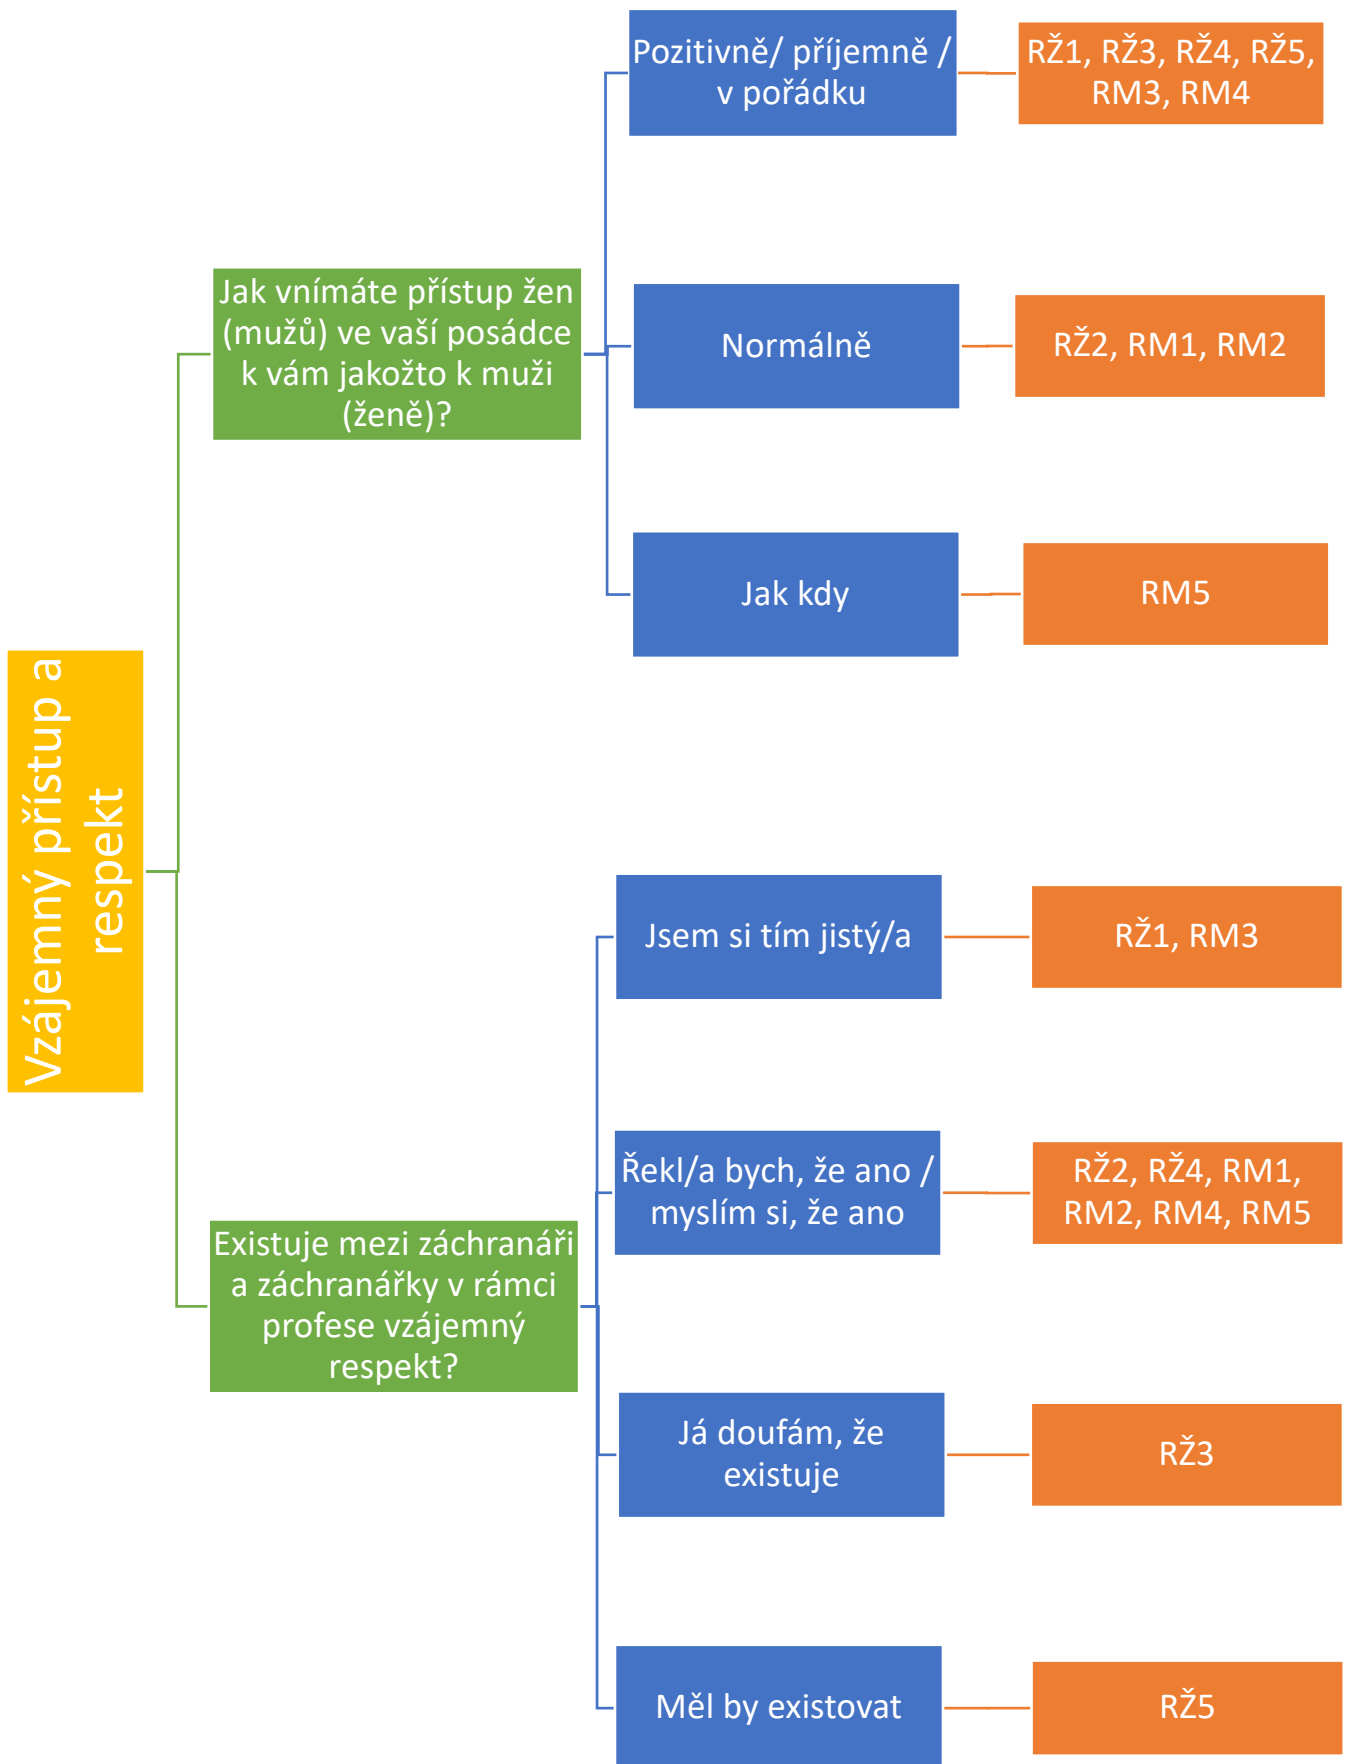 Vzájemný přístup a
respekt
Jak vnímáte přístup žen
(mužů) ve vaší posádce
k vám jakožto k muži
(ženě)?
Pozitivně/ příjemně /
v pořádku
RŽ1, RŽ3, RŽ4, RŽ5,
RM3, RM4
Normálně
RŽ2, RM1, RM2
Jak kdy
RM5
Existuje mezi záchranáři
a záchranářky v rámci
profese vzájemný
respekt?
Jsem si tím jistý/a
RŽ1, RM3
Řekl/a bych, že ano /
myslím si, že ano
RŽ2, RŽ4, RM1,
RM2, RM4, RM5
Já doufám, že
existuje
RŽ3
Měl by existovat
RŽ5